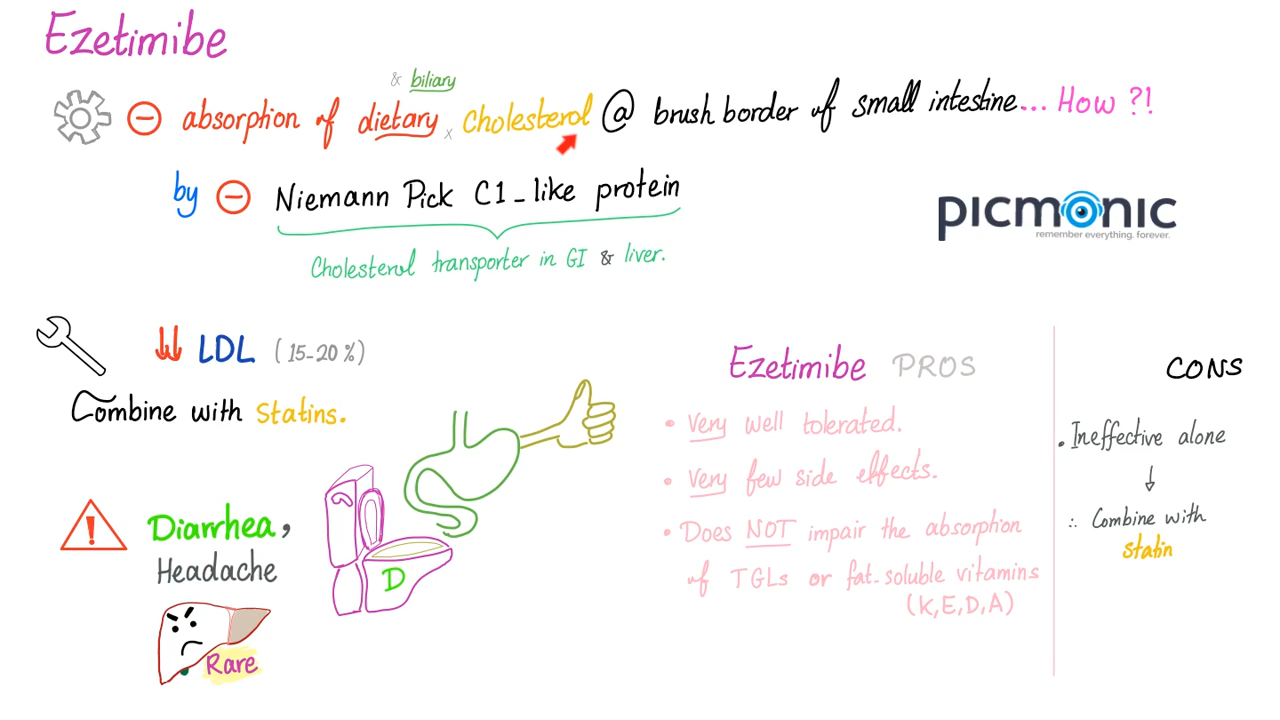 Ezetimibe
& biliary
⊖ absorption of dietary x Cholesterol @ brush border of small intestine... How ?!
by ⊖ Niemann Pick C1_like protein
Cholesterol transporter in GI & liver.
picmonic
remember everything. forever.
↓↓ LDL (15-20%)
Combine with Statins.
Diarrhea,
Headache
Rare
D
Ezetimibe PROS
• Very well tolerated.
• Very few side effects.
• Does NOT impair the absorption
of TGLs or fat-soluble vitamins
(K,E,D,A)
CONS
• Ineffective alone
↓
∴ Combine with
statin